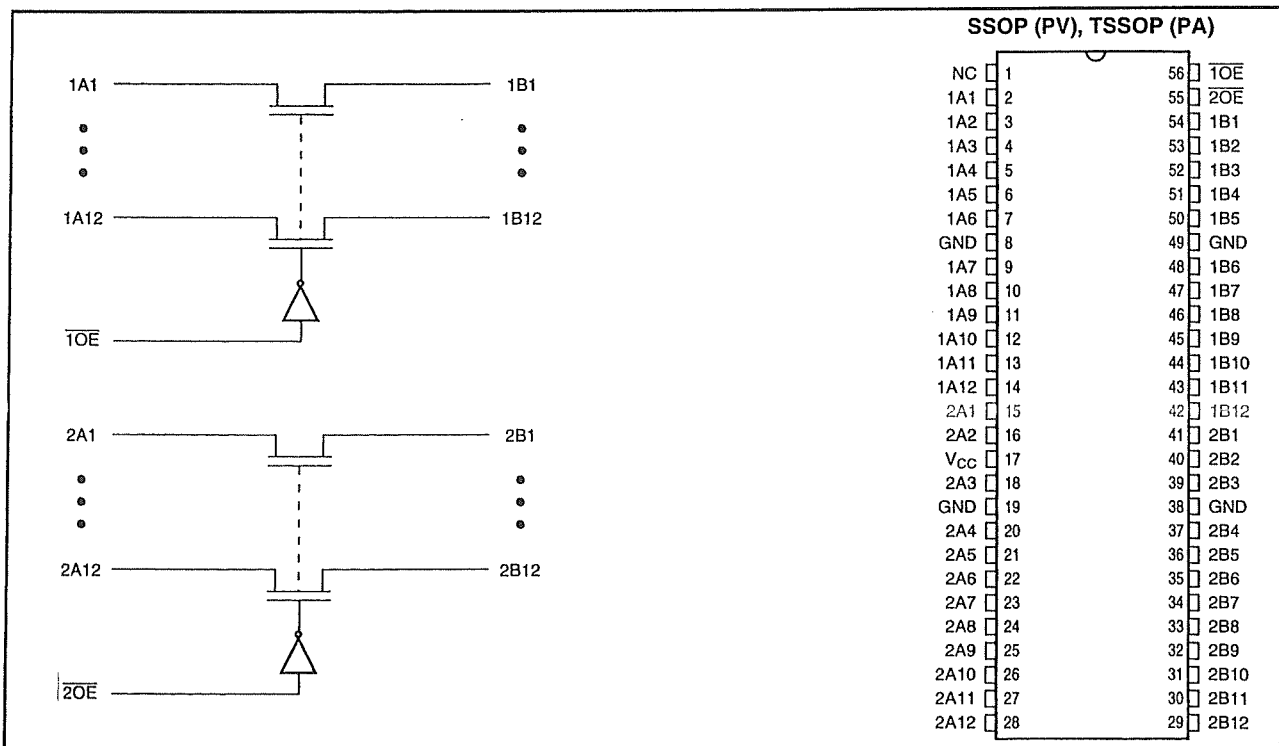 SSOP (PV), TSSOP (PA)
1A1 1B1
1A12 1B12
1OE
2A1 2B1
2A12 2B12
2OE
NC 1 56 1OE
1A1 2 55 2OE
1A2 3 54 1B1
1A3 4 53 1B2
1A4 5 52 1B3
1A5 6 51 1B4
1A6 7 50 1B5
GND 8 49 GND
1A7 9 48 1B6
1A8 10 47 1B7
1A9 11 46 1B8
1A10 12 45 1B9
1A11 13 44 1B10
1A12 14 43 1B11
2A1 15 42 1B12
2A2 16 41 2B1
VCC 17 40 2B2
2A3 18 39 2B3
GND 19 38 GND
2A4 20 37 2B4
2A5 21 36 2B5
2A6 22 35 2B6
2A7 23 34 2B7
2A8 24 33 2B8
2A9 25 32 2B9
2A10 26 31 2B10
2A11 27 30 2B11
2A12 28 29 2B12